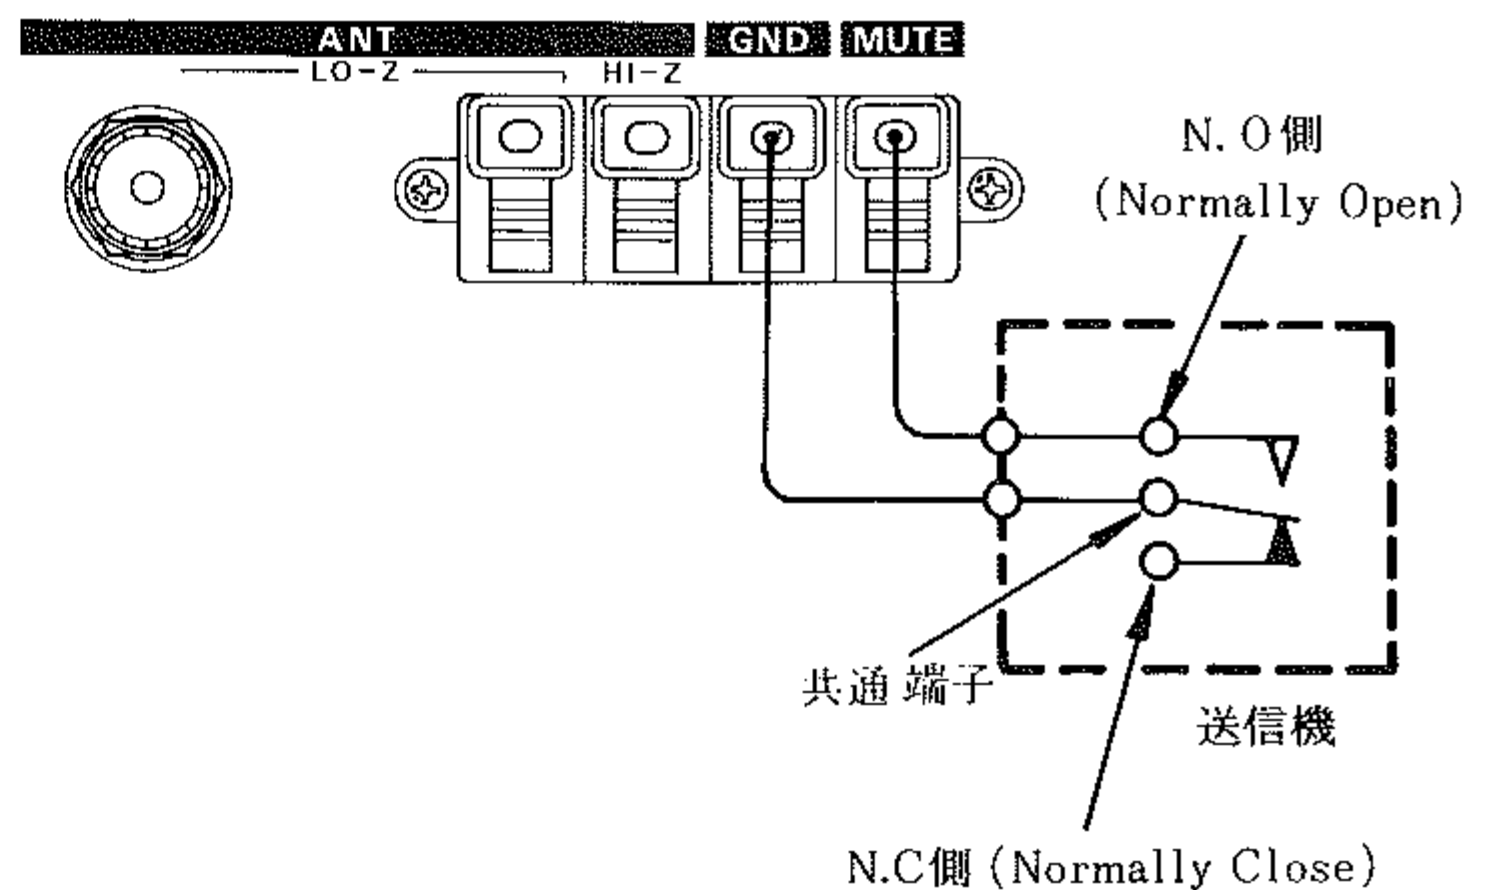 ANT GND MUTE
LO-Z HI-Z
N.O側
(Normally Open)
共通端子
送信機
N.C側(Normally Close)